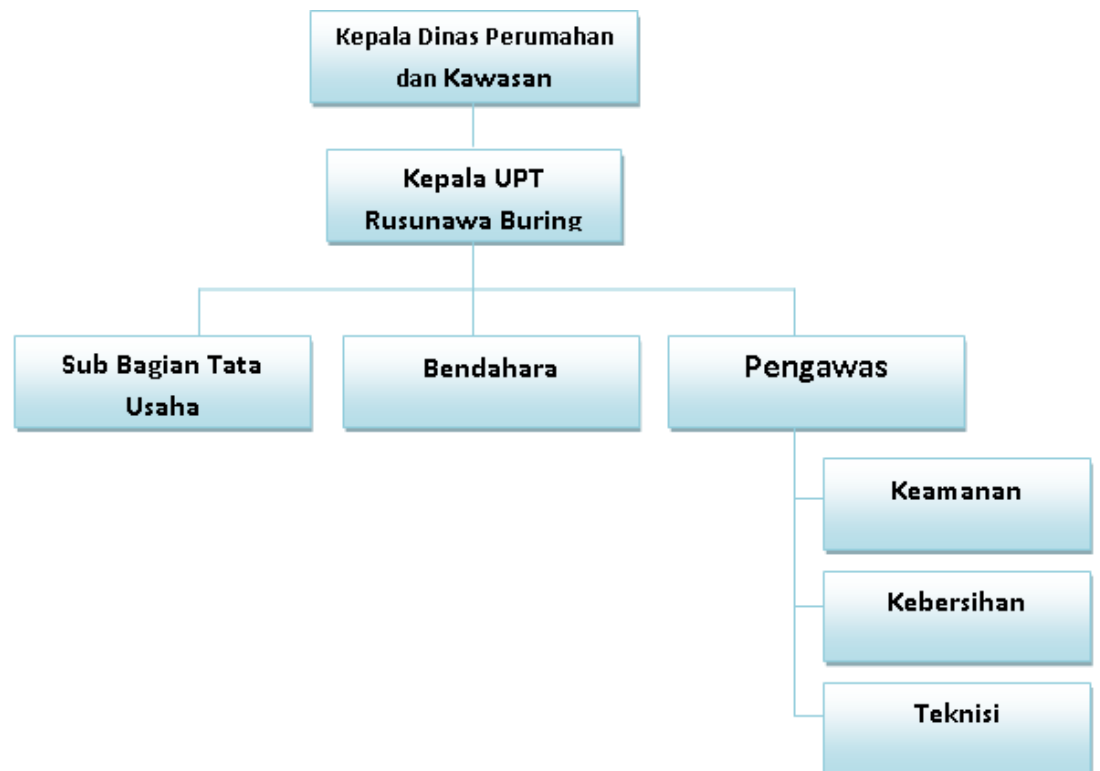 Kepala Dinas Perumahan
dan Kawasan
Kepala UPT
Rusunawa Buring
Sub Bagian Tata
Usaha
Bendahara
Pengawas
Keamanan
Kebersihan
Teknisi